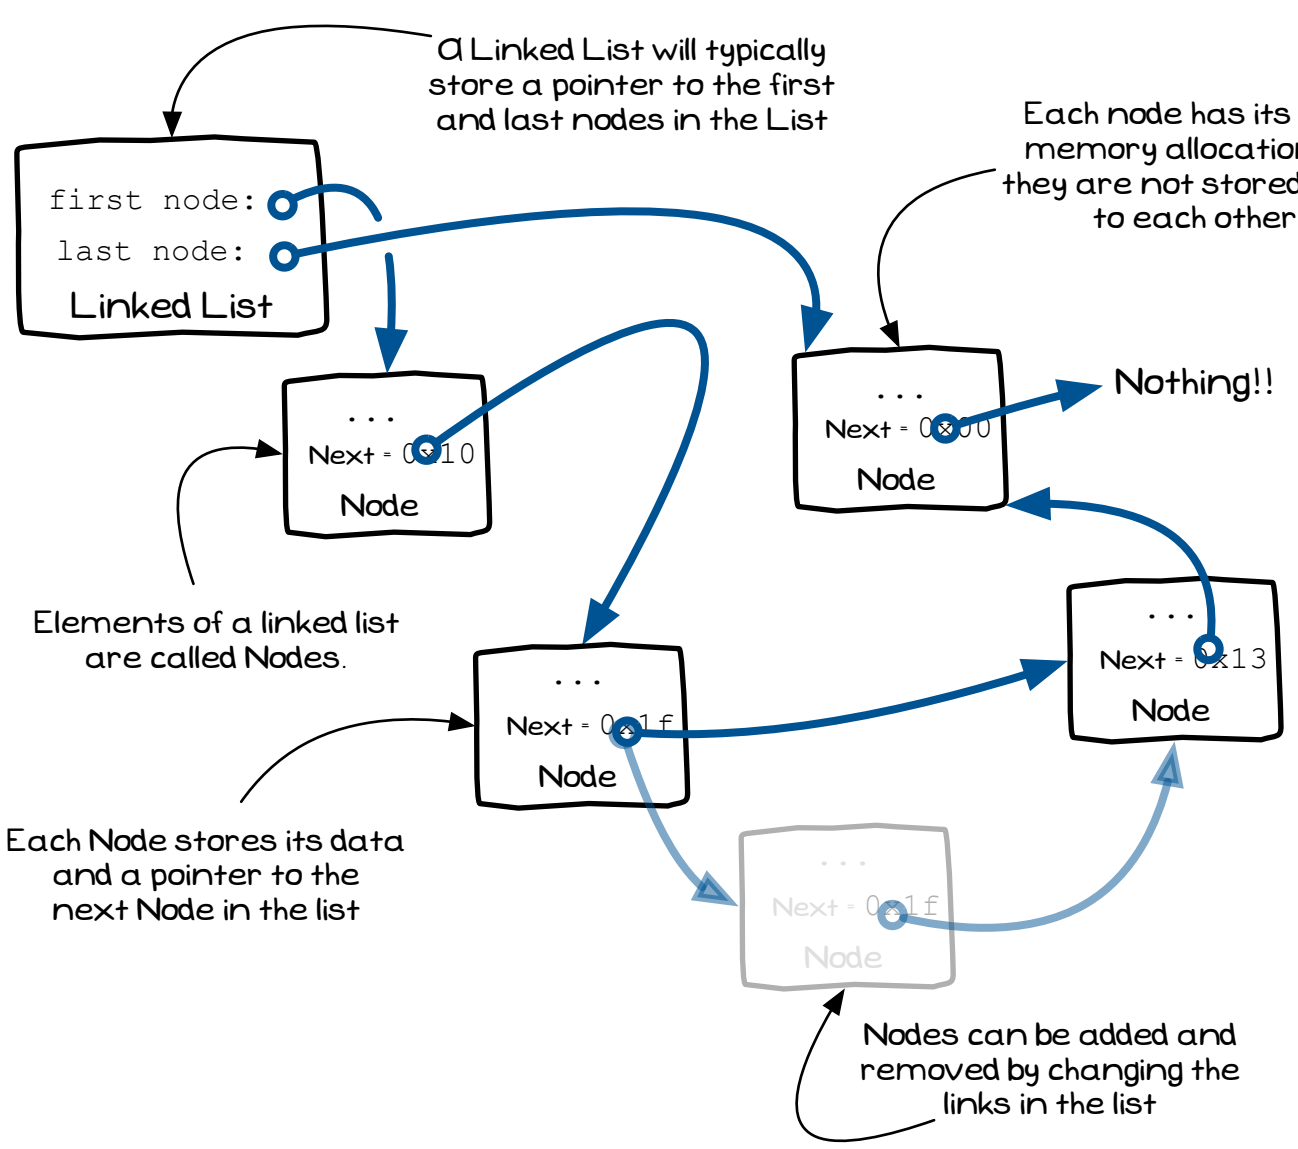 A Linked List will typically
store a pointer to the first
and last nodes in the List
Each node has its
memory allocation
they are not stored
to each other
first node:
last node:
Linked List
...
Next = 0x10
Node
...
Next = 0x00
Node
Nothing!!
Elements of a linked list
are called Nodes.
...
Next = 0x13
Node
...
Next = 0x1f
Node
Each Node stores its data
and a pointer to the
next Node in the list
...
Next = 0x1f
Node
Nodes can be added and
removed by changing the
links in the list